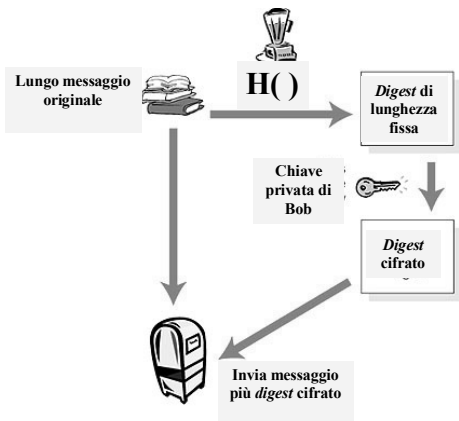 Lungo messaggio
originale
H( )
Digest di
lunghezza
fissa
Chiave
privata di
Bob
Digest
cifrato
Invia messaggio
più digest cifrato